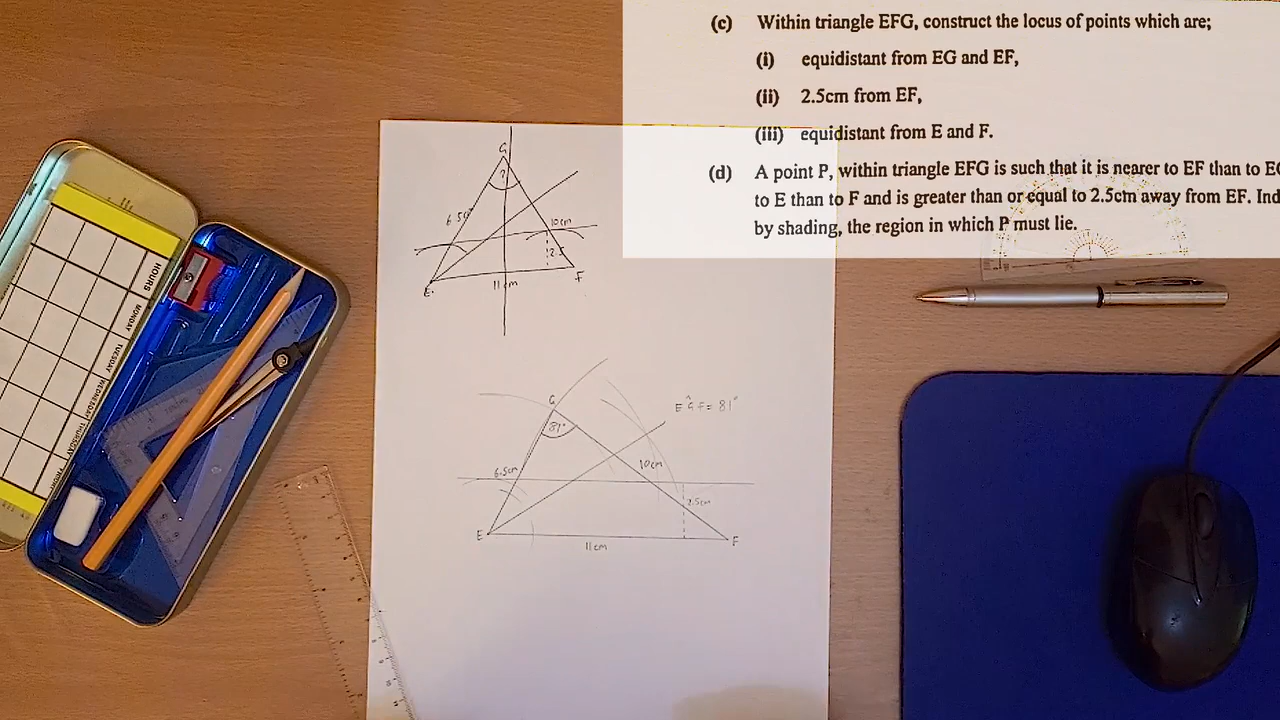 (c) Within triangle EFG, construct the locus of points which are;
(i) equidistant from EG and EF,
(ii) 2.5cm from EF,
(iii) equidistant from E and F.
(d) A point P, within triangle EFG is such that it is nearer to EF than to
to E than to F and is greater than or equal to 2.5cm away from EF.
by shading, the region in which P must lie.
G
?
10cm
E
11cm
F
G
81°
EĜF = 81°
6.5cm
10cm
2.5cm
E
11cm
F
HOURS
MONDAY
TUESDAY
WEDNESDAY
THURSDAY